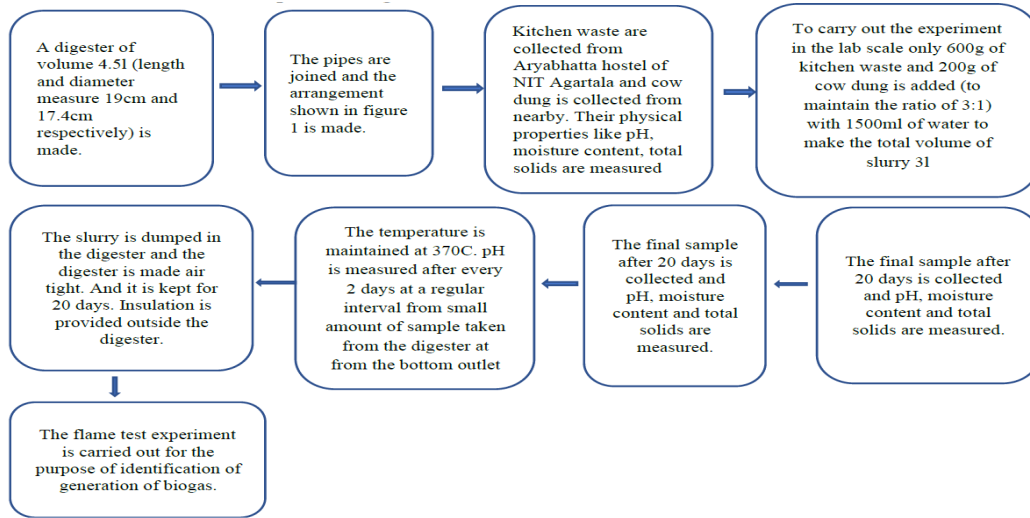 A digester of
volume 4.5l (length
and diameter
measure 19cm and
17.4cm
respectively) is
made.
The pipes are
joined and the
arrangement
shown in figure
1 is made.
Kitchen waste are
collected from
Aryabhatta hostel of
NIT Agartala and cow
dung is collected from
nearby. Their physical
properties like pH,
moisture content, total
solids are measured
To carry out the experiment
in the lab scale only 600g of
kitchen waste and 200g of
cow dung is added (to
maintain the ratio of 3:1)
with 1500ml of water to
make the total volume of
slurry 3l
The slurry is dumped in
the digester and the
digester is made air
tight. And it is kept for
20 days. Insulation is
provided outside the
digester.
The temperature is
maintained at 370C. pH
is measured after every
2 days at a regular
interval from small
amount of sample taken
from the digester at
from the bottom outlet
The final sample
after 20 days is
collected and
pH, moisture
content and total
solids are
measured.
The final sample after
20 days is collected
and pH, moisture
content and total
solids are measured.
The flame test experiment
is carried out for the
purpose of identification of
generation of biogas.